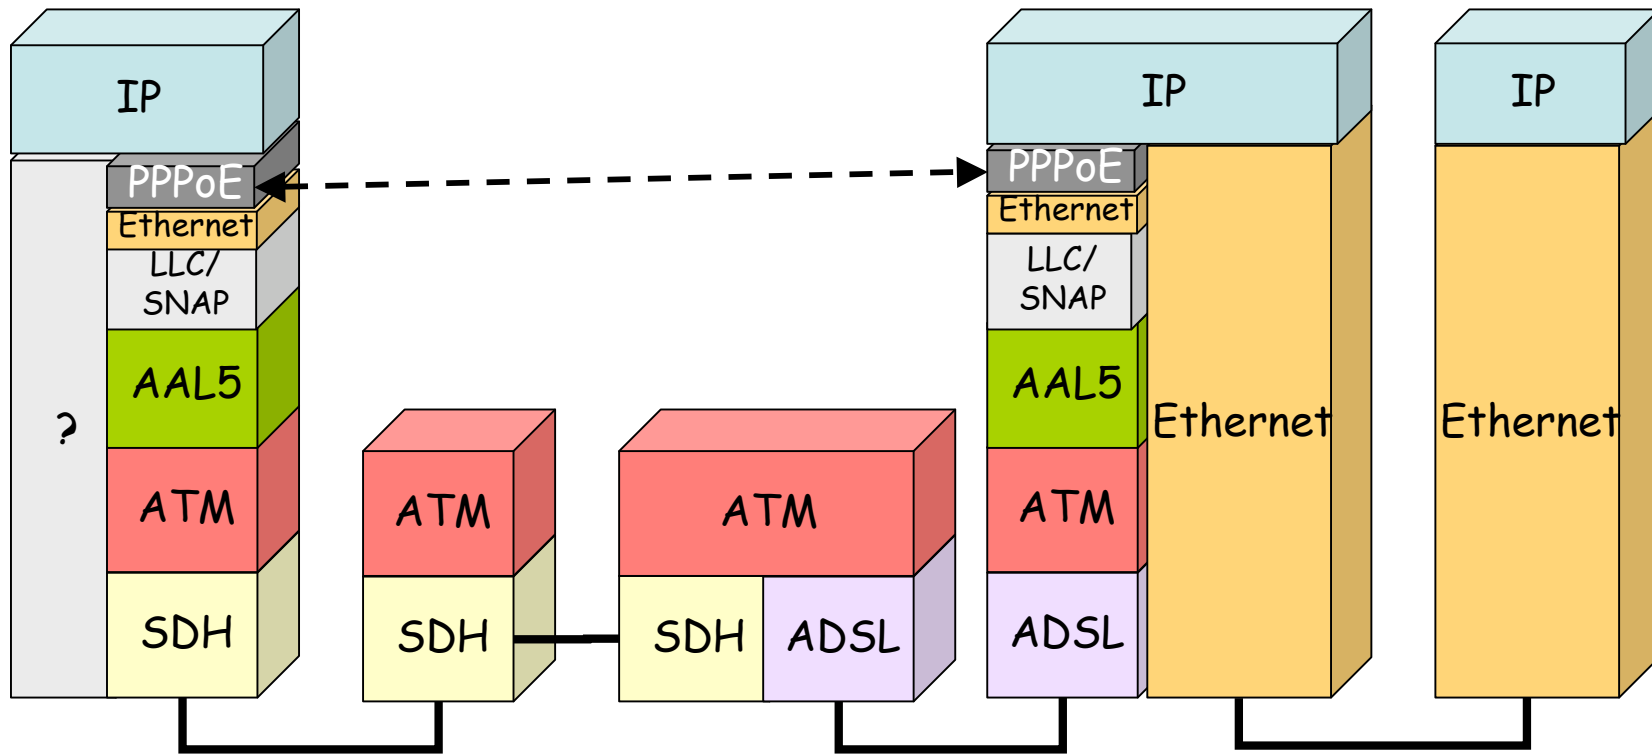 IP
PPPoE
Ethernet
LLC/
SNAP
AAL5
?
ATM
SDH
ATM
SDH
ATM
SDH
ADSL
IP
PPPoE
Ethernet
LLC/
SNAP
AAL5
Ethernet
ATM
ADSL
IP
Ethernet